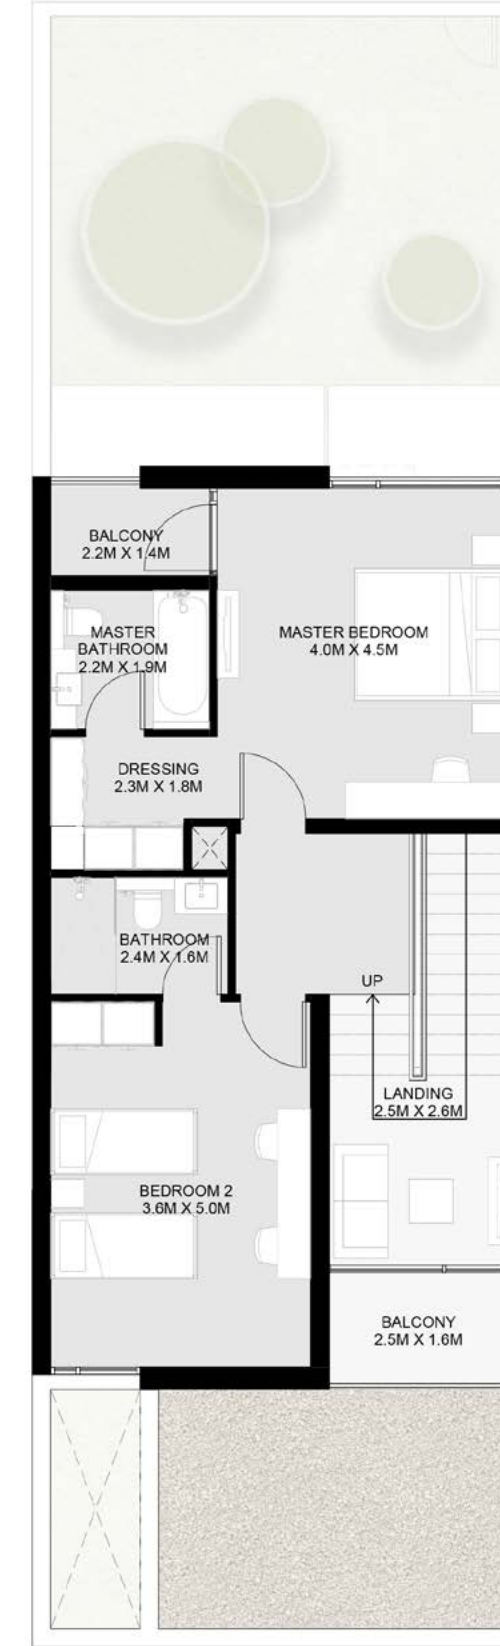 BALCONY
2.2M X 1.4M
MASTER
BATHROOM
2.2M X 1.9M
MASTER BEDROOM
4.0M X 4.5M
DRESSING
2.3M X 1.8M
BATHROOM
2.4M X 1.6M
UP
LANDING
2.5M X 2.6M
BEDROOM 2
3.6M X 5.0M
BALCONY
2.5M X 1.6M